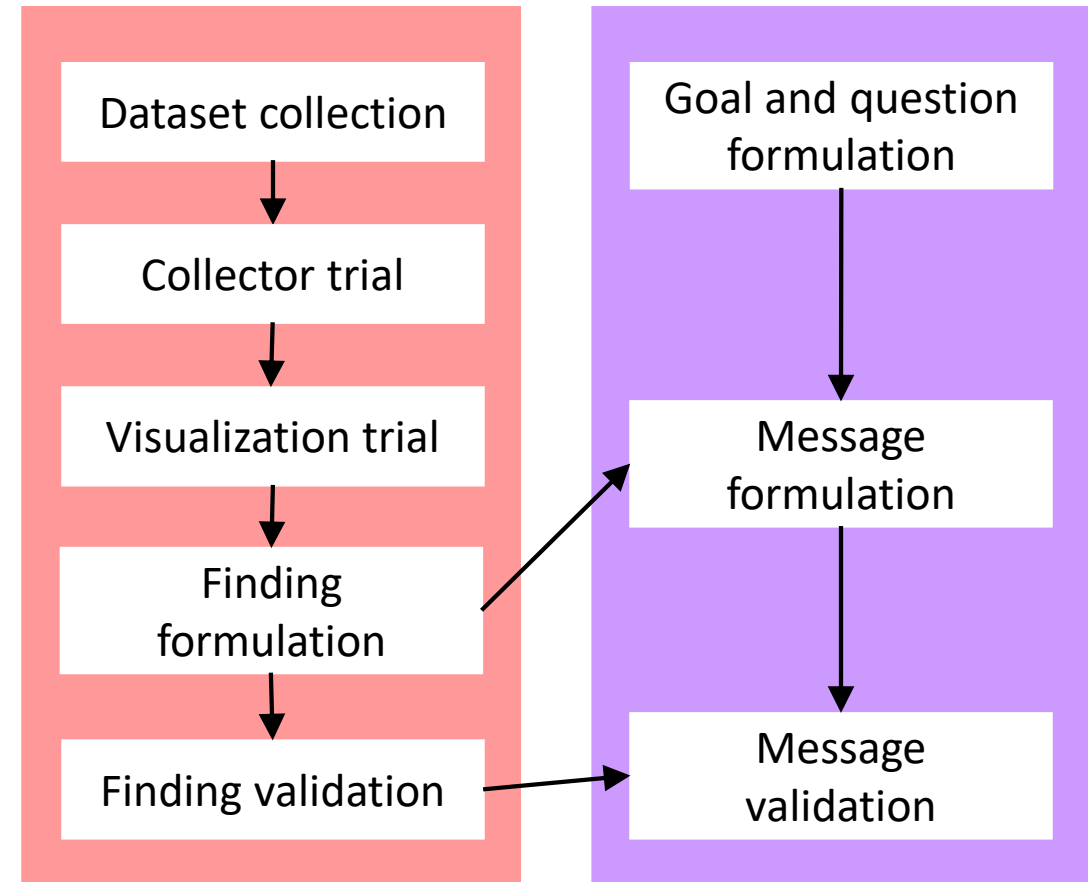 Dataset collection
Collector trial
Visualization trial
Finding
formulation
Finding validation
Goal and question
formulation
Message
formulation
Message
validation